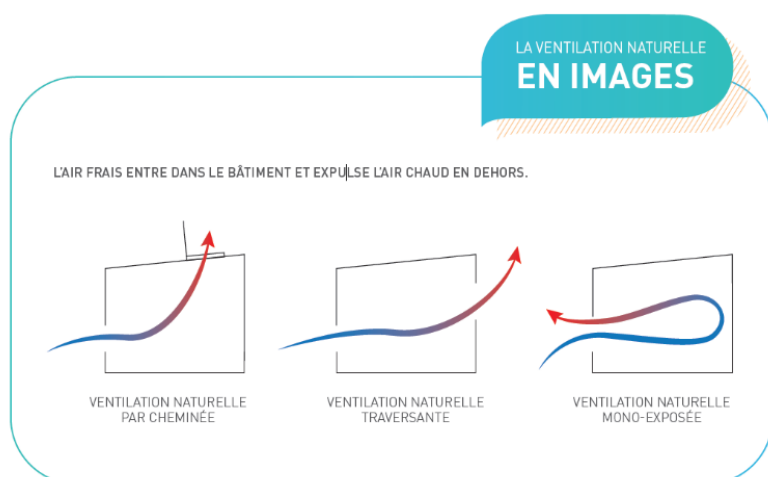 LA VENTILATION NATURELLE
EN IMAGES
L'AIR FRAIS ENTRE DANS LE BÂTIMENT ET EXPULSE L'AIR CHAUD EN DEHORS.
VENTILATION NATURELLE
PAR CHEMINÉE
VENTILATION NATURELLE
TRAVERSANTE
VENTILATION NATURELLE
MONO-EXPOSÉE